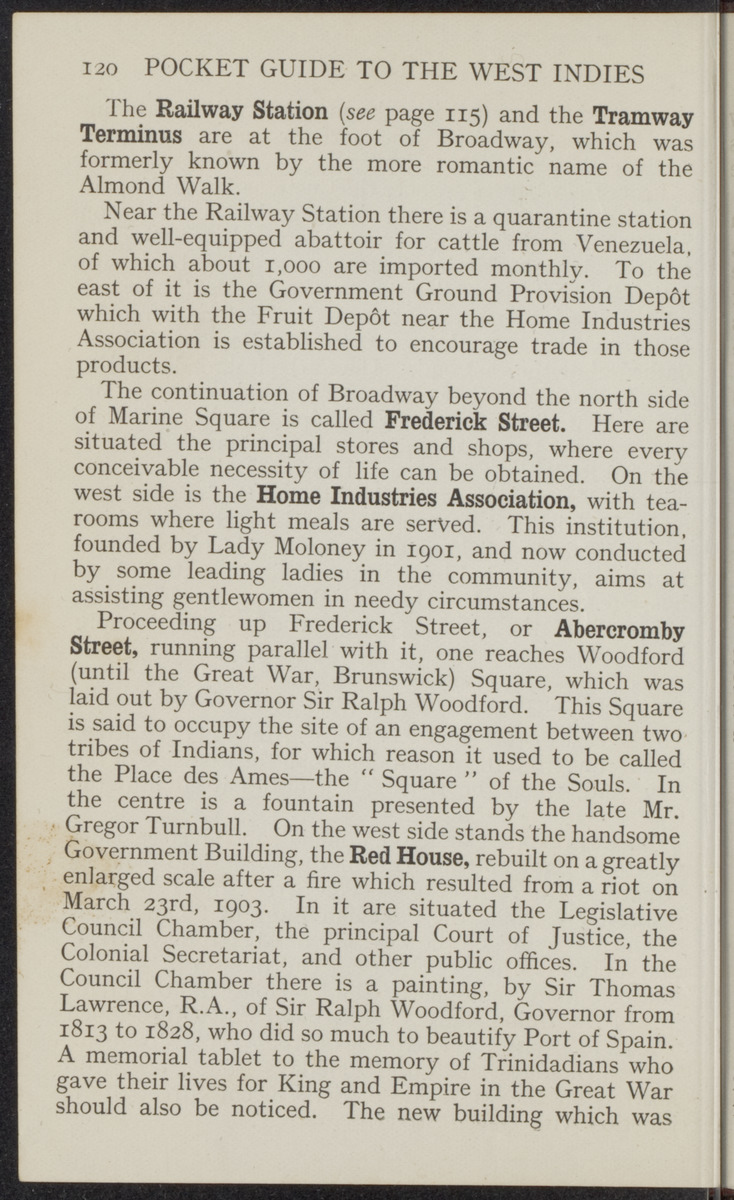 120 POCKET GUIDE TO THE WEST INDIES
The Railway Station (see page 115) and the Tramway
Terminus are at the foot of Broadway, which was
formerly known by the more romantic name of the
Almond Walk.
Near the Railway Station there is a quarantine station
and well-equipped abattoir for cattle from Venezuela,
of which about 1,000 are imported monthly. To the
east of it is the Government Ground Provision Depôt
which with the Fruit Depôt near the Home Industries
Association is established to encourage trade in those
products.
The continuation of Broadway beyond the north side
of Marine Square is called Frederick Street. Here are
situated the principal stores and shops, where every
conceivable necessity of life can be obtained. On the
west side is the Home Industries Association, with tea-
rooms where light meals are served. This institution,
founded by Lady Moloney in 1901, and now conducted
by some leading ladies in the community, aims at
assisting gentlewomen in needy circumstances.
Proceeding up Frederick Street, or Abercromby
Street, running parallel with it, one reaches Woodford
(until the Great War, Brunswick) Square, which was
laid out by Governor Sir Ralph Woodford. This Square
is said to occupy the site of an engagement between two
tribes of Indians, for which reason it used to be called
the Place des Ames—the “ Square ” of the Souls. In
the centre is a fountain presented by the late Mr.
Gregor Turnbull. On the west side stands the handsome
Government Building, the Red House, rebuilt on a greatly
enlarged scale after a fire which resulted from a riot on
March 23rd, 1903. In it are situated the Legislative
Council Chamber, the principal Court of Justice, the
Colonial Secretariat, and other public offices. In the
Council Chamber there is a painting, by Sir Thomas
Lawrence, R.A., of Sir Ralph Woodford, Governor from
1813 to 1828, who did so much to beautify Port of Spain.
A memorial tablet to the memory of Trinidadians who
gave their lives for King and Empire in the Great War
should also be noticed. The new building which was